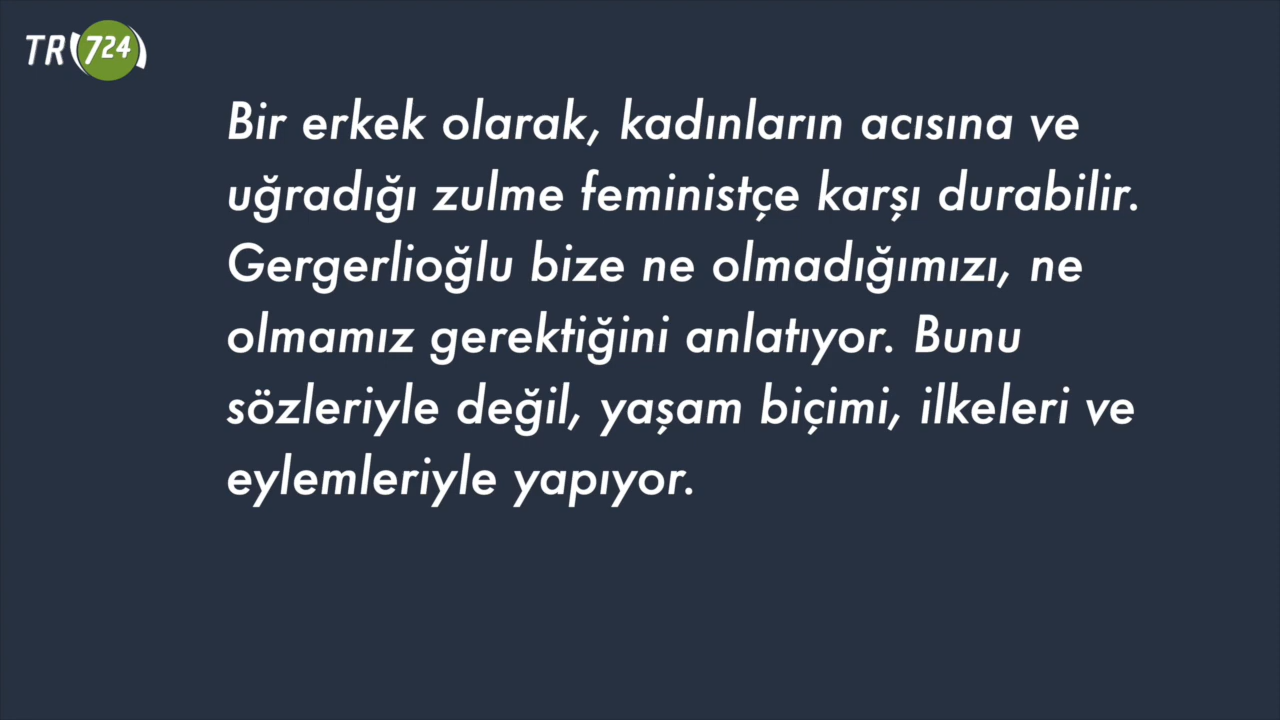 TR724
Bir erkek olarak, kadınların acısına ve
uğradığı zulme feministçe karşı durabilir.
Gergerlioğlu bize ne olmadığımızı, ne
olmamız gerektiğini anlatıyor. Bunu
sözleriyle değil, yaşam biçimi, ilkeleri ve
eylemleriyle yapıyor.